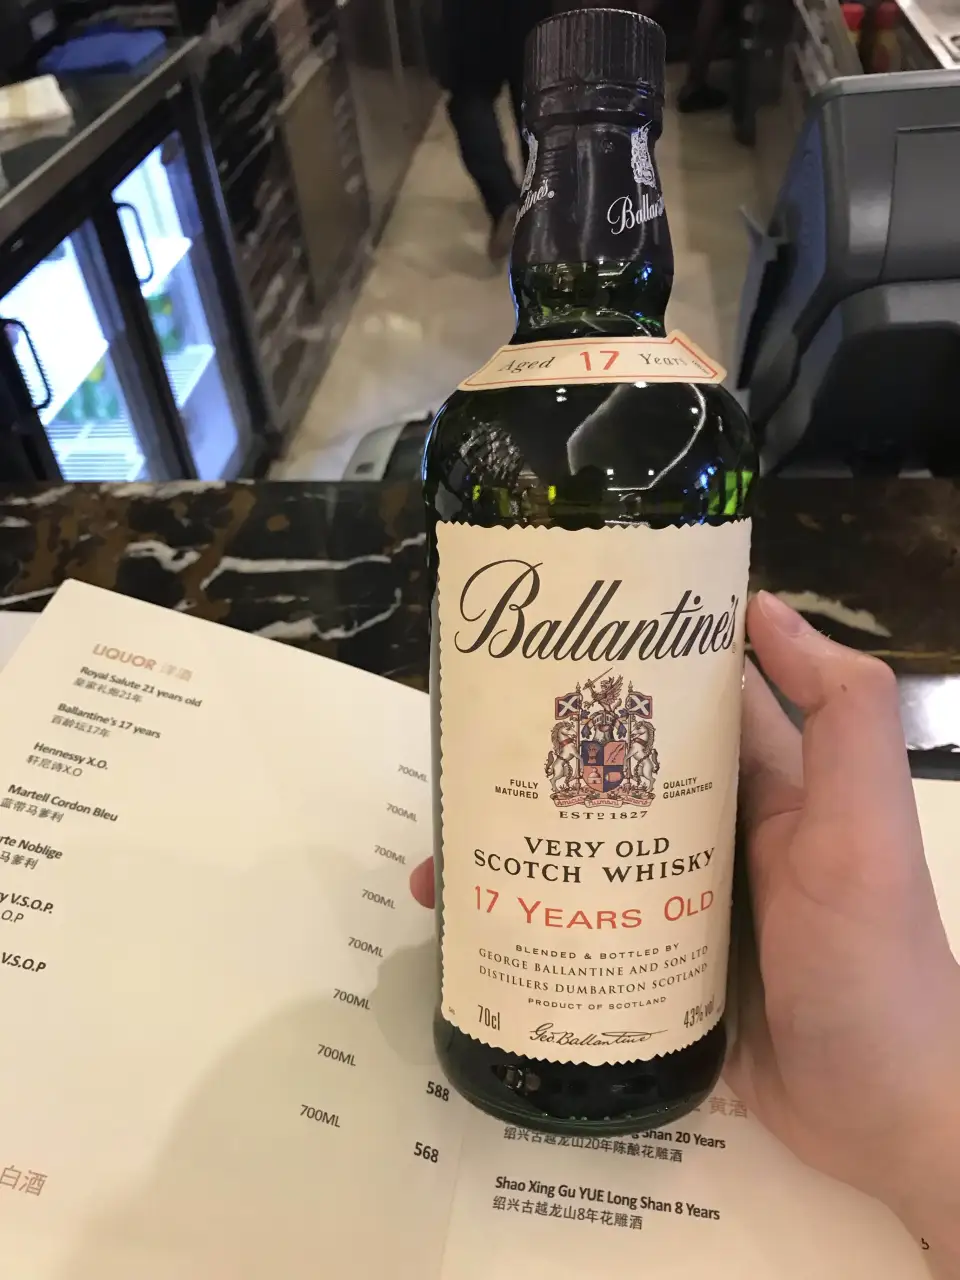 Ballantine's
Aged 17 Years
Ballantine's
FULLY MATURED
QUALITY GUARANTEED
ESTD 1827
VERY OLD
SCOTCH WHISKY
17 YEARS OLD
BLENDED & BOTTLED BY
GEORGE BALLANTINE AND SON LTD
DISTILLERS DUMBARTON SCOTLAND
PRODUCT OF SCOTLAND
70cl
43% vol
Geo. Ballantine
LIQUOR 洋酒
Royal Salute 21 years old
皇家礼炮21年
700ML
Ballantine's 17 years
百龄坛17年
700ML
Hennessy X.O.
轩尼诗X.O
700ML
Martell Cordon Bleu
蓝带马爹利
700ML
Noblige
马爹利
700ML
V.S.O.P.
O.P
700ML
V.S.O.P
700ML
588
700ML
568
白酒
黄酒
Shan 20 Years
绍兴古越龙山20年陈酿花雕酒
Shao Xing Gu YUE Long Shan 8 Years
绍兴古越龙山8年花雕酒